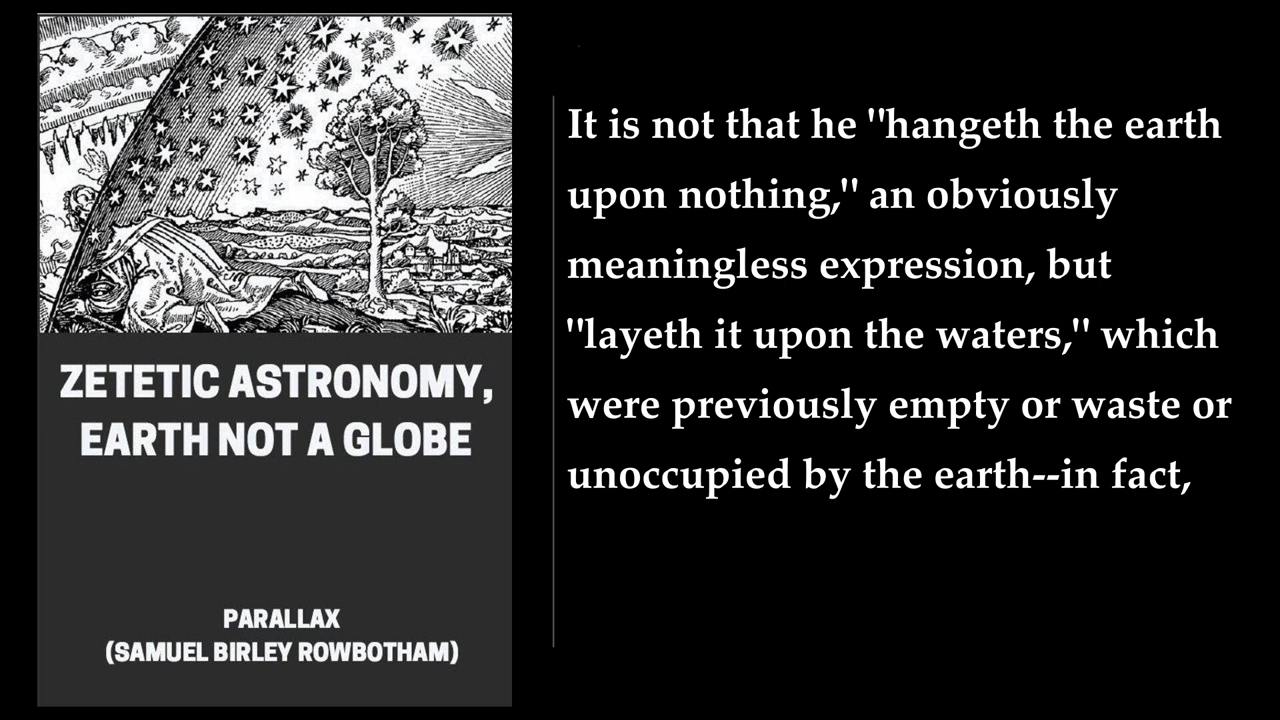 ZETETIC ASTRONOMY,
EARTH NOT A GLOBE
PARALLAX
(SAMUEL BIRLEY ROWBOTHAM)
It is not that he "hangeth the earth
upon nothing," an obviously
meaningless expression, but
"layeth it upon the waters," which
were previously empty or waste or
unoccupied by the earth--in fact,